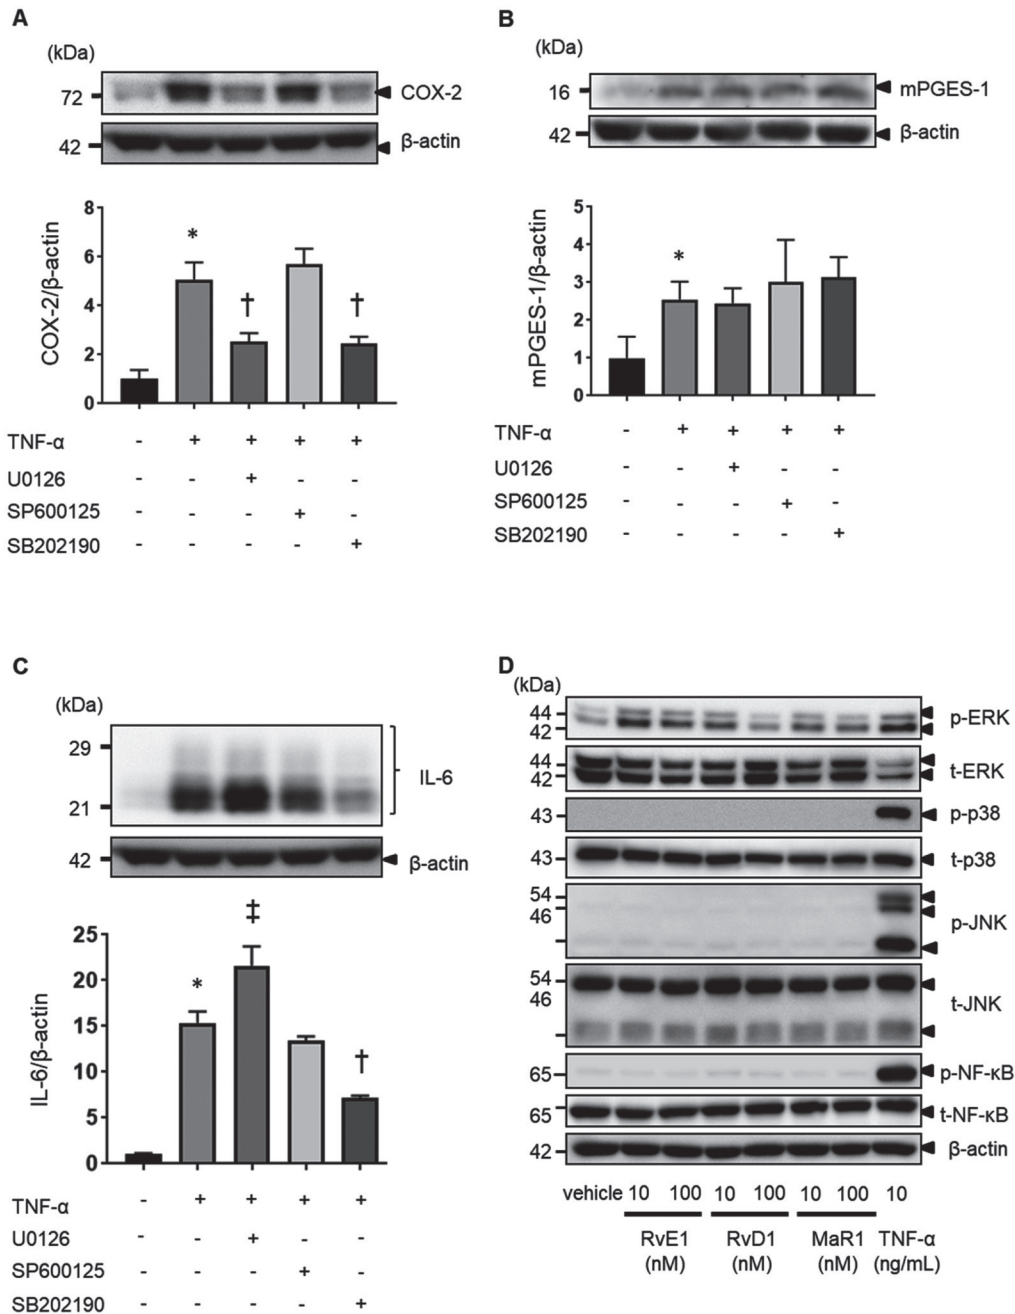 A
(kDa)
72
COX-2
42
β-actin
COX-2/β-actin
8
6
4
2
0
*
†
†
TNF-α - + + + +
U0126 - - + - -
SP600125 - - - + -
SB202190 - - - - +
B
(kDa)
16
mPGES-1
42
β-actin
mPGES-1/β-actin
5
4
3
2
1
0
*
TNF-α - + + + +
U0126 - - + - -
SP600125 - - - + -
SB202190 - - - - +
C
(kDa)
29
21
IL-6
42
β-actin
IL-6/β-actin
25
20
15
10
5
0
*
‡
†
TNF-α - + + + +
U0126 - - + - -
SP600125 - - - + -
SB202190 - - - - +
D
(kDa)
44
42
p-ERK
44
42
t-ERK
43
p-p38
43
t-p38
54
46
p-JNK
54
46
t-JNK
65
p-NF-κB
65
t-NF-κB
42
β-actin
vehicle 10 100 10 100 10 100 10
RvE1 RvD1 MaR1 TNF-α
(nM) (nM) (nM) (ng/mL)